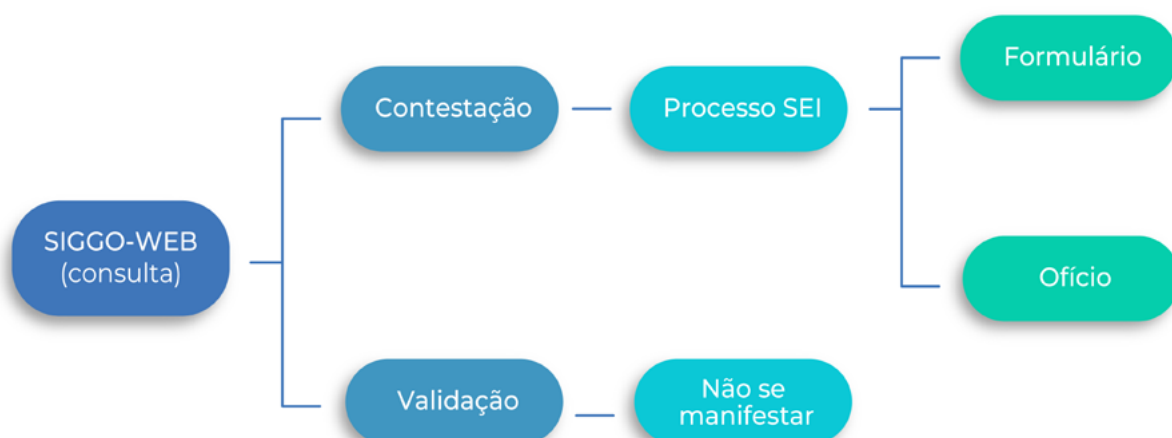 Formulário
Contestação
Processo SEI
SIGGO-WEB
(consulta)
Ofício
Validação
Não se
manifestar